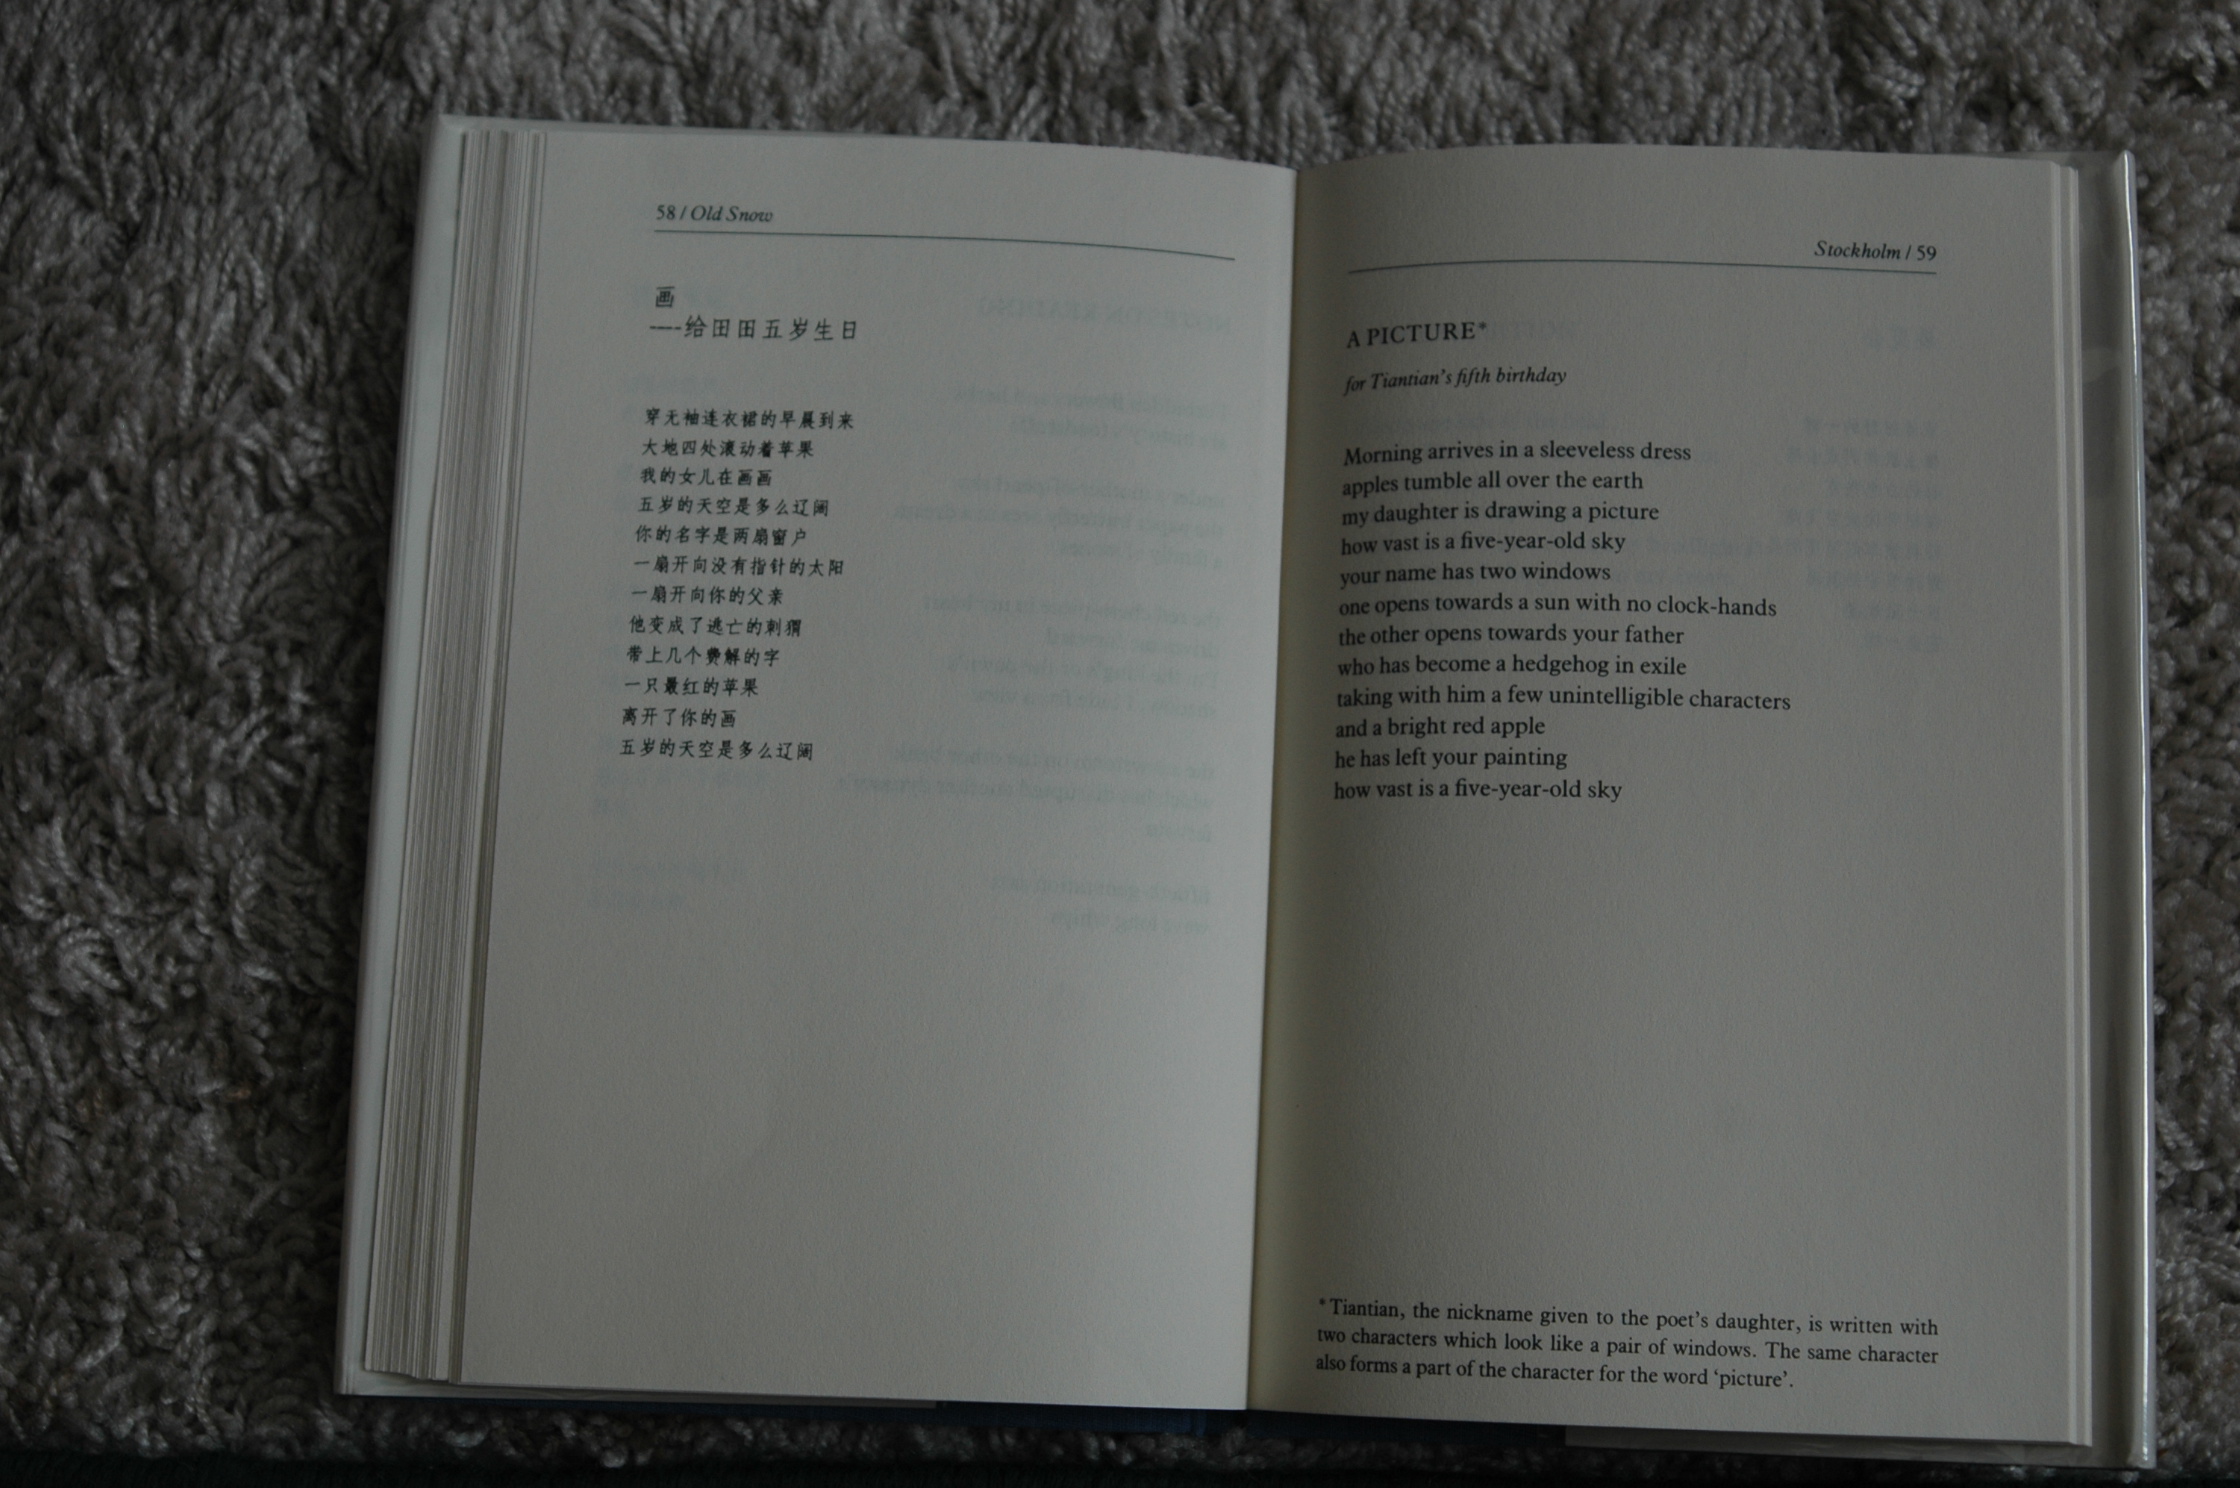 58 / Old Snow
画
——给田田五岁生日
穿无袖连衣裙的早晨到来
大地四处滚动着苹果
我的女儿在画画
五岁的天空是多么辽阔
你的名字是两扇窗户
一扇开向没有指针的太阳
一扇开向你的父亲
他变成了逃亡的刺猬
带上几个费解的字
一只最红的苹果
离开了你的画
五岁的天空是多么辽阔
Stockholm / 59
A PICTURE*
for Tiantian's fifth birthday
Morning arrives in a sleeveless dress
apples tumble all over the earth
my daughter is drawing a picture
how vast is a five-year-old sky
your name has two windows
one opens towards a sun with no clock-hands
the other opens towards your father
who has become a hedgehog in exile
taking with him a few unintelligible characters
and a bright red apple
he has left your painting
how vast is a five-year-old sky
* Tiantian, the nickname given to the poet's daughter, is written with
two characters which look like a pair of windows. The same character
also forms a part of the character for the word 'picture'.